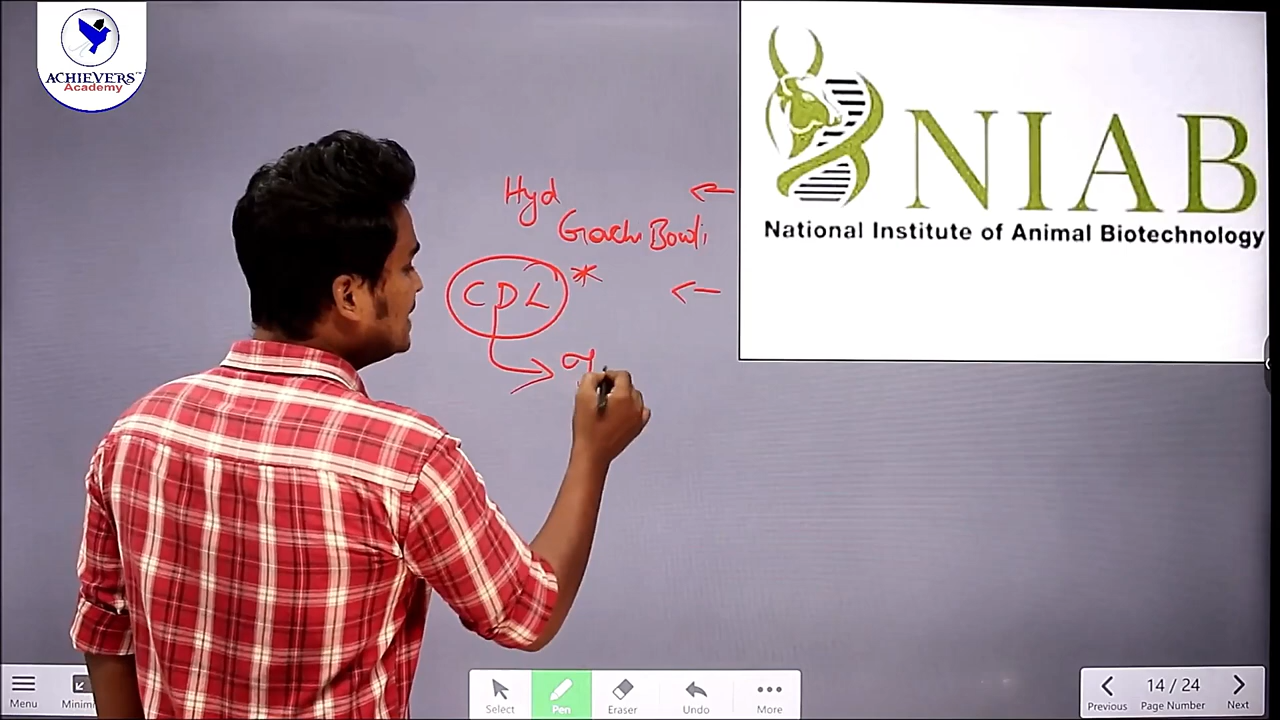 ACHIEVERS
Academy
NIAB
National Institute of Animal Biotechnology
Hyd
Gachi Bowli
CDL *
Menu
Select
Pen
Eraser
Undo
More
14 / 24
Previous
Page Number
Next